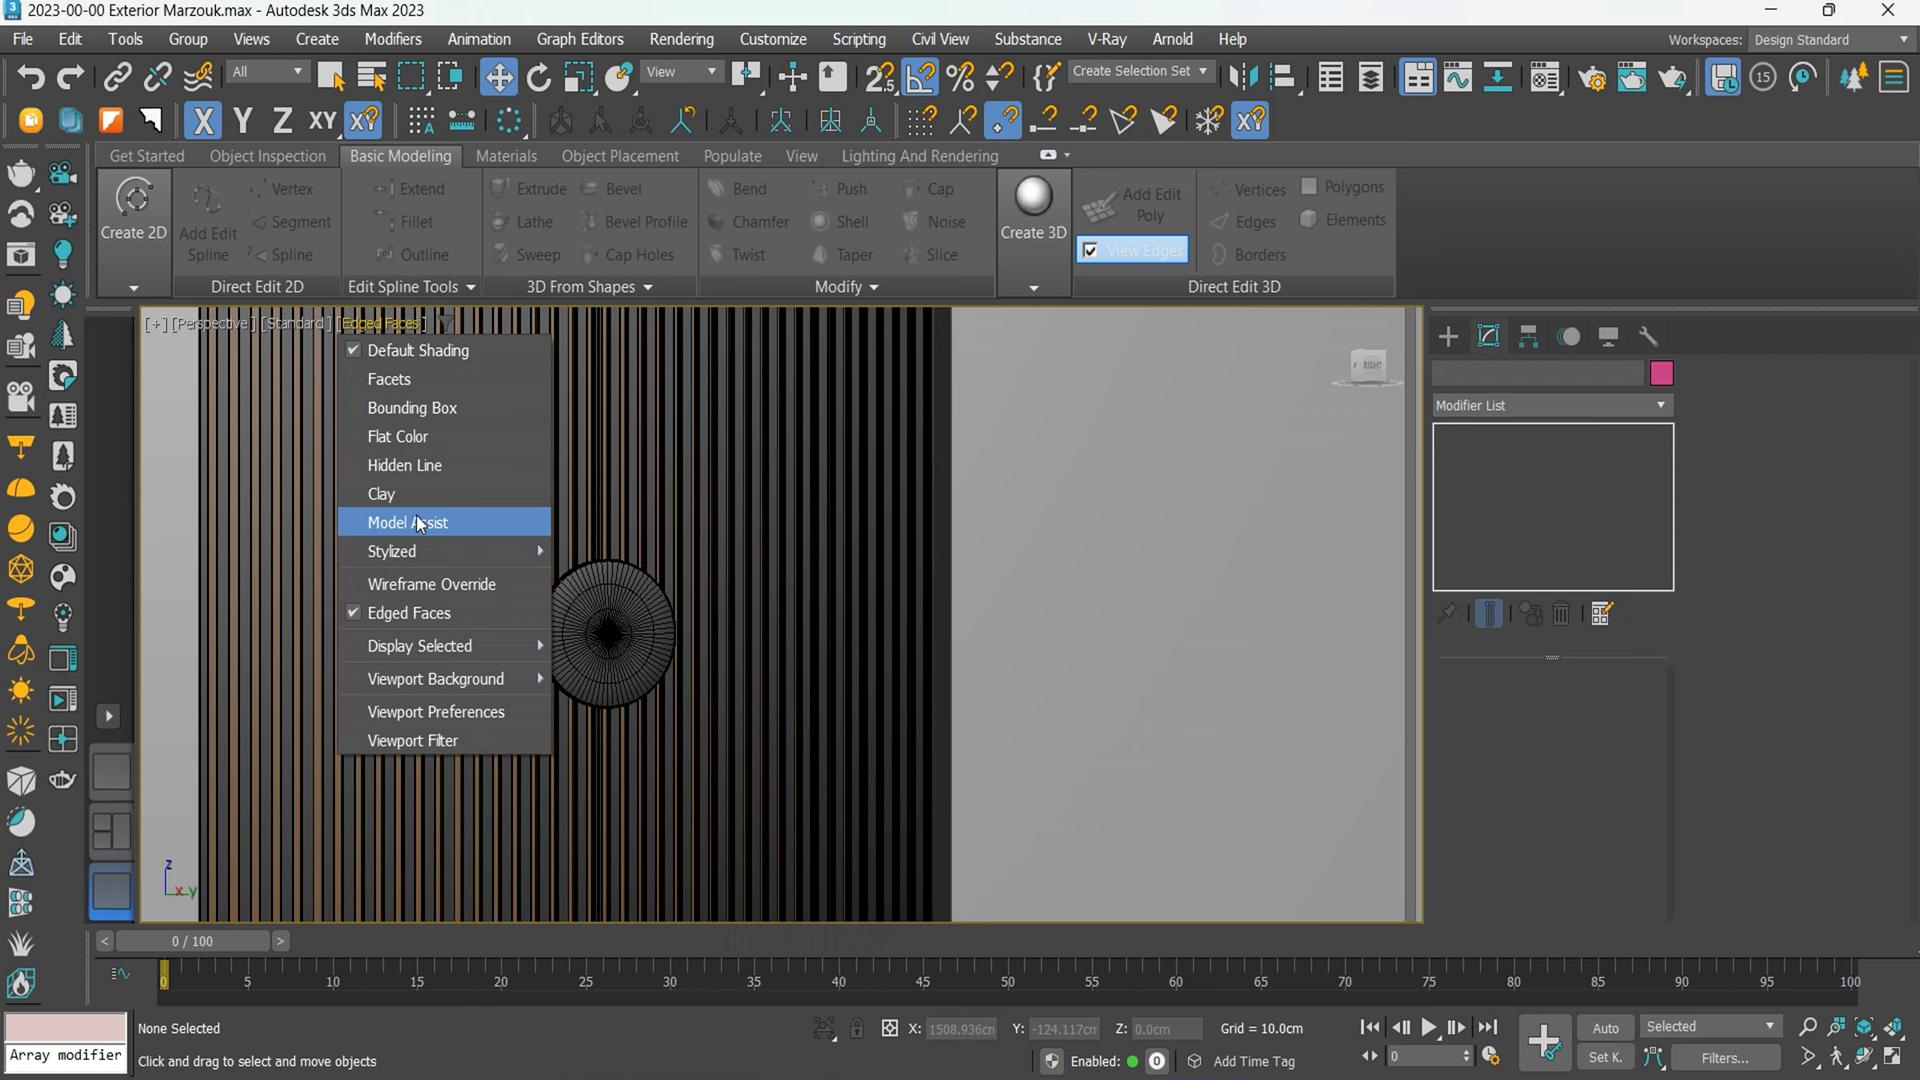 3 2023-00-00 Exterior Marzouk.max - Autodesk 3ds Max 2023
File Edit Tools Group Views Create Modifiers Animation Graph Editors Rendering Customize Scripting Civil View Substance V-Ray Arnold Help Workspaces: Design Standard
All View Create Selection Set 15
X Y Z XY XY XY
Get Started Object Inspection Basic Modeling Materials Object Placement Populate View Lighting And Rendering
Create 2D Add Edit Spline Vertex Segment Spline Direct Edit 2D
Extend Fillet Outline Edit Spline Tools
Extrude Bevel Lathe Bevel Profile Sweep Cap Holes 3D From Shapes
Bend Push Cap Chamfer Shell Noise Twist Taper Slice Modify
Create 3D Add Edit Poly View Edges Vertices Polygons Edges Elements Borders Direct Edit 3D
[+] [Perspective] [Standard] [Edged Faces]
RIGHT
Default Shading
Facets
Bounding Box
Flat Color
Hidden Line
Clay
Model Assist
Stylized
Wireframe Override
Edged Faces
Display Selected
Viewport Background
Viewport Preferences
Viewport Filter
Modifier List
z
x y
< 0 / 100 >
0 5 10 15 20 25 30 35 40 45 50 55 60 65 70 75 80 85 90 95 100
None Selected X: 1508.936cm Y: -124.117cm Z: 0.0cm Grid = 10.0cm Auto Selected
Array modifier Click and drag to select and move objects Enabled: 0 Add Time Tag 0 Set K. Filters...